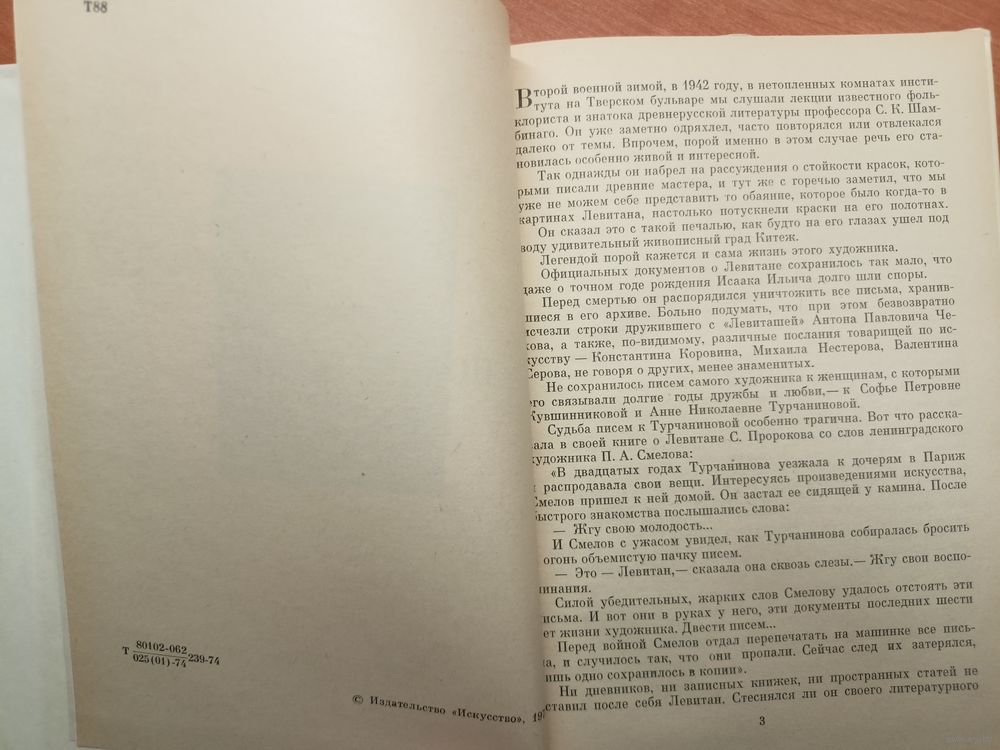 Т88
Т 80102-062
025(01)-74 239-74
© Издательство «Искусство», 197
Второй военной зимой, в 1942 году, в нетопленных комнатах инсти-
тута на Тверском бульваре мы слушали лекции известного фоль-
клориста и знатока древнерусской литературы профессора С. К. Шам-
бинаго. Он уже заметно одряхлел, часто повторялся или отвлекался
далеко от темы. Впрочем, порой именно в этом случае речь его ста-
новилась особенно живой и интересной.
Так однажды он набрел на рассуждения о стойкости красок, кото-
рыми писали древние мастера, и тут же с горечью заметил, что мы
уже не можем себе представить то обаяние, которое было когда-то в
картинах Левитана, настолько потускнели краски на его полотнах.
Он сказал это с такой печалью, как будто на его глазах ушел под
воду удивительный живописный град Китеж.
Легендой порой кажется и сама жизнь этого художника.
Официальных документов о Левитане сохранилось так мало, что
даже о точном годе рождения Исаака Ильича долго шли споры.
Перед смертью он распорядился уничтожить все письма, хранив-
шиеся в его архиве. Больно подумать, что при этом безвозвратно
исчезли строки дружившего с «Левиташей» Антона Павловича Че-
хова, а также, по-видимому, различные послания товарищей по ис-
кусству — Константина Коровина, Михаила Нестерова, Валентина
Серова, не говоря о других, менее знаменитых.
Не сохранилось писем самого художника к женщинам, с которыми
его связывали долгие годы дружбы и любви,— к Софье Петровне
Кувшинниковой и Анне Николаевне Турчаниновой.
Судьба писем к Турчаниновой особенно трагична. Вот что расска-
зала в своей книге о Левитане С. Пророкова со слов ленинградского
художника П. А. Смелова:
«В двадцатых годах Турчанинова уезжала к дочерям в Париж
и распродавала свои вещи. Интересуясь произведениями искусства,
Смелов пришел к ней домой. Он застал ее сидящей у камина. После
быстрого знакомства послышались слова:
— Жгу свою молодость...
И Смелов с ужасом увидел, как Турчанинова собиралась бросить
огонь объемистую пачку писем.
— Это — Левитан,— сказала она сквозь слезы.— Жгу свои воспо-
минания.
Силой убедительных, жарких слов Смелову удалось отстоять эти
письма. И вот они в руках у него, эти документы последних шести
лет жизни художника. Двести писем...
Перед войной Смелов отдал перепечатать на машинке все пись-
ма, и случилось так, что они пропали. Сейчас след их затерялся,
лишь одно сохранилось в копии».
Ни дневников, ни записных книжек, ни пространных статей не
оставил после себя Левитан. Стеснялся ли он своего литературного
3